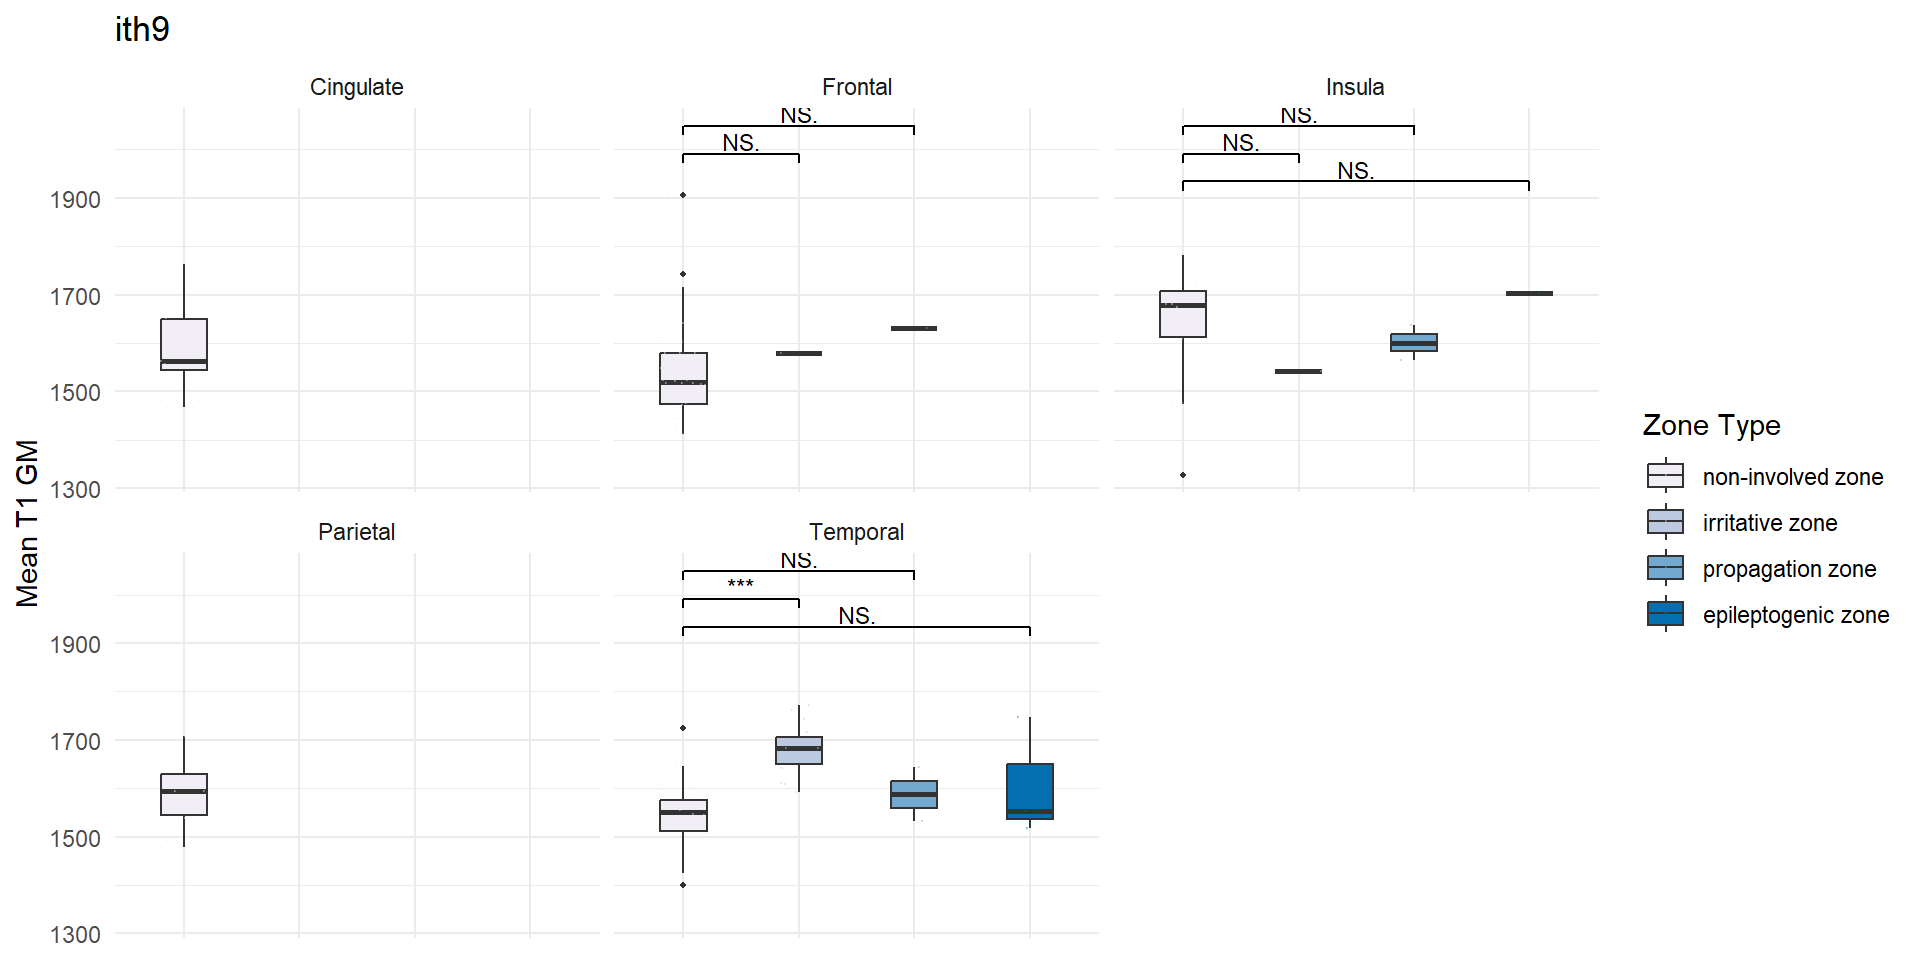 ith9
Cingulate
Frontal
Insula
NS.
NS.
NS.
NS.
NS.
1900
1700
1500
1300
Mean T1 GM
Parietal
Temporal
NS.
***
NS.
1900
1700
1500
1300
Zone Type
non-involved zone
irritative zone
propagation zone
epileptogenic zone